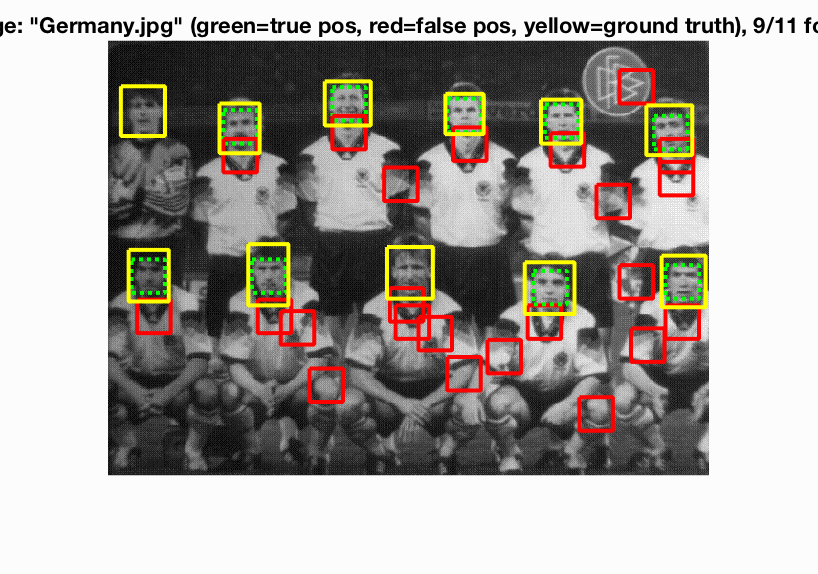 ge: "Germany.jpg" (green=true pos, red=false pos, yellow=ground truth), 9/11 fo